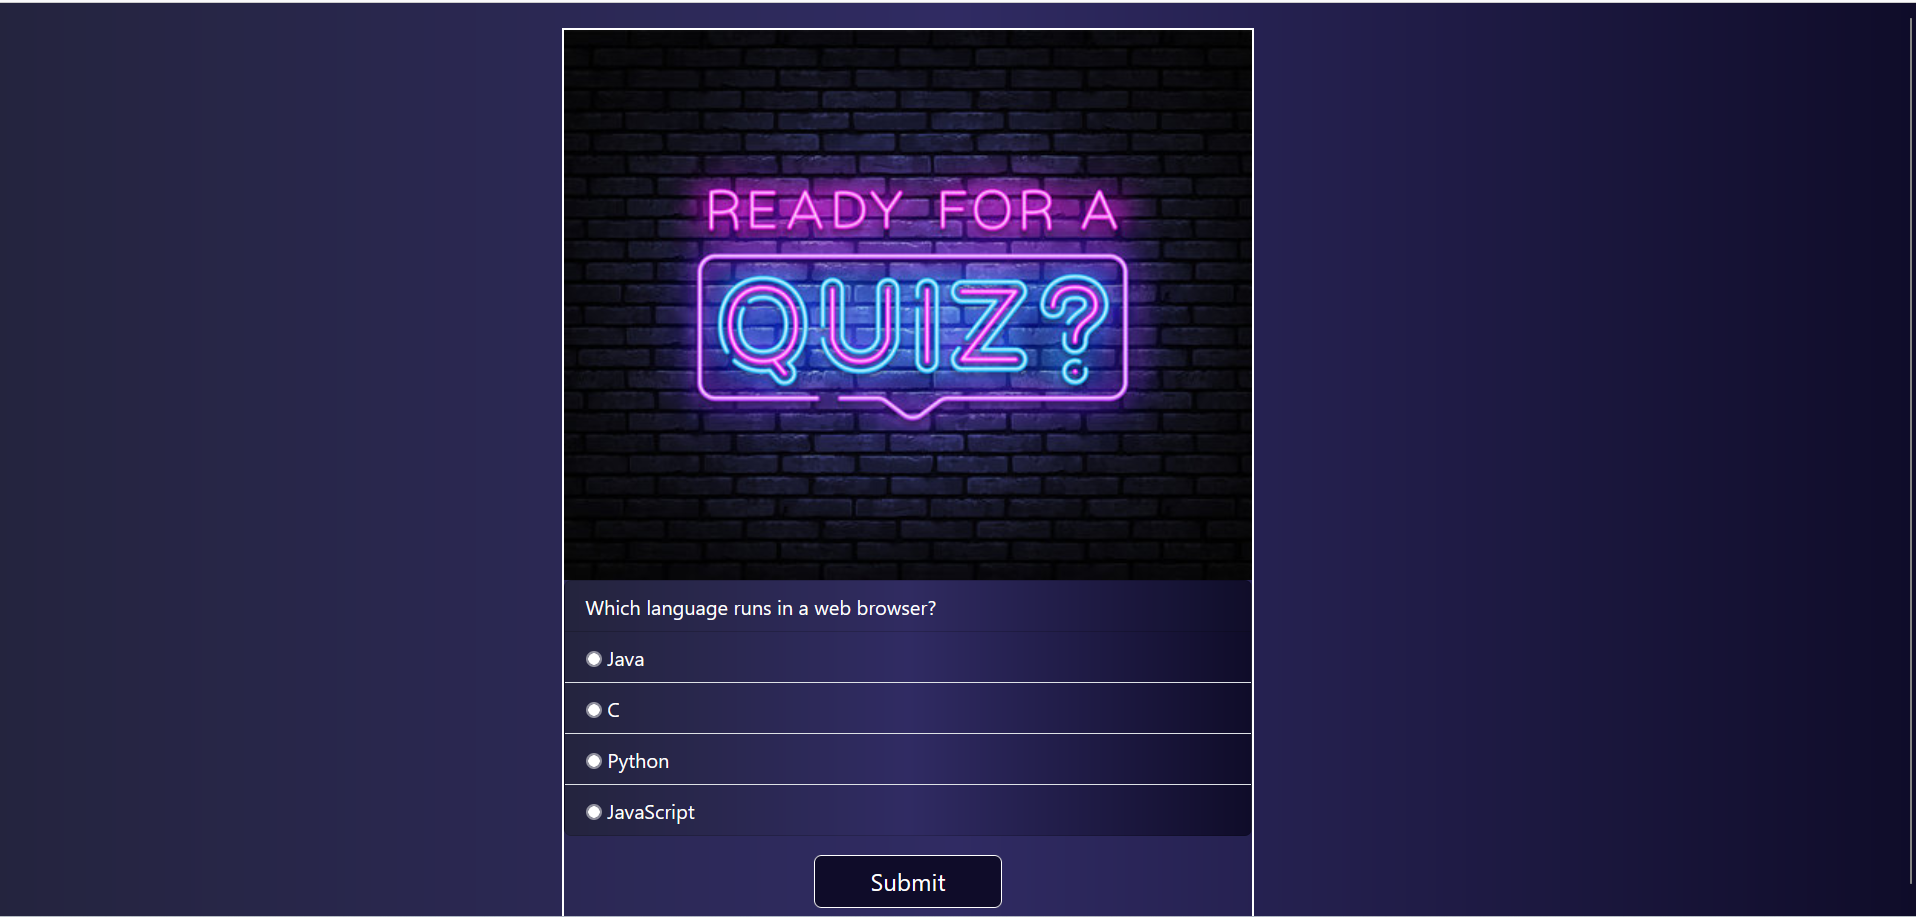 READY FOR A
QUIZ?
Which language runs in a web browser?
Java
C
Python
JavaScript
Submit